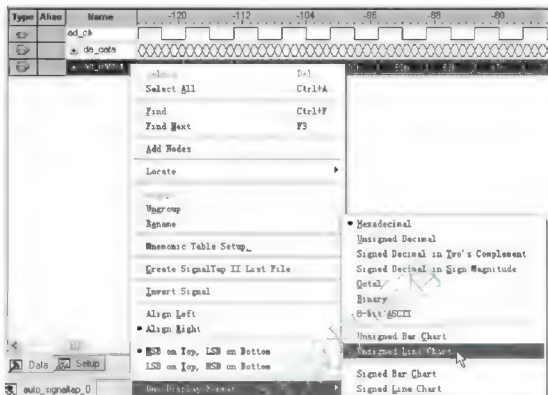 Type Alias Name -120 -112 -104 -96 -88 -80
ad_clk
da_data
Del
Select All Ctrl+A
Find Ctrl+F
Find Next F3
Add Nodes
Locate
Ungroup
Rename
Mnemonic Table Setup
Create SignalTap II List File
Invert Signal
Align Left
Align Right
MSB on Top, LSB on Bottom
LSB on Top, MSB on Bottom
Bus Display Format
Hexadecimal
Unsigned Decimal
Signed Decimal in Two's Complement
Signed Decimal in Sign Magnitude
Octal
Binary
8-bit ASCII
Unsigned Bar Chart
Unsigned Line Chart
Signed Bar Chart
Signed Line Chart
Data Setup
auto_signaltap_0